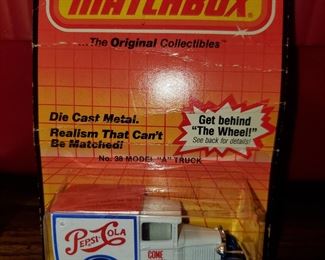 MATCHBOX
...The Original Collectibles™
Die Cast Metal.
Realism That Can't
Be Matched!
Get behind
"The Wheel!"
See back for details!
No. 38 MODEL "A" TRUCK
PEPSI-COLA
COME